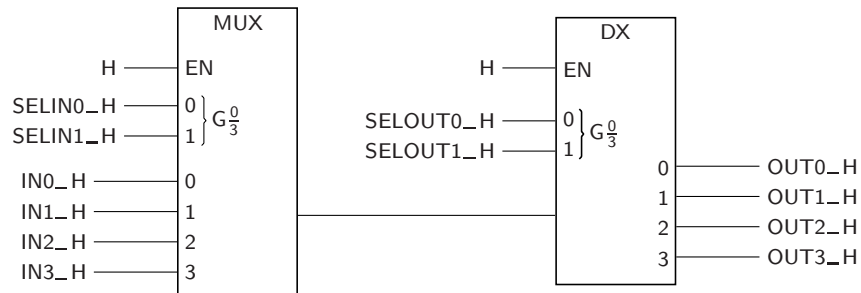 MUX
H
EN
SELIN0_H
0
SELIN1_H
1
G0/3
IN0_H
0
IN1_H
1
IN2_H
2
IN3_H
3
DX
H
EN
SELOUT0_H
0
SELOUT1_H
1
G0/3
0
OUT0_H
1
OUT1_H
2
OUT2_H
3
OUT3_H